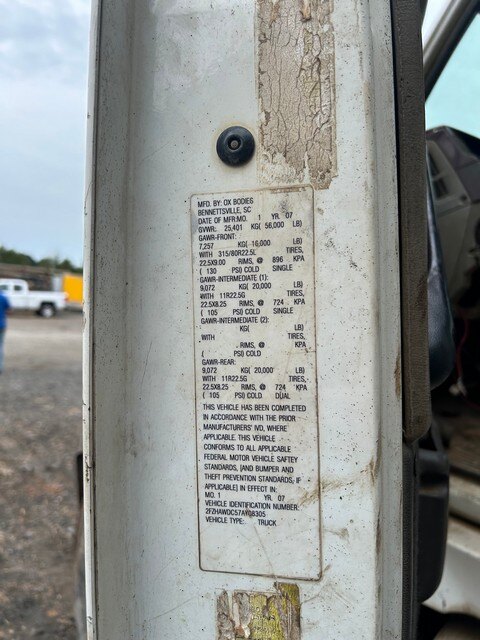 MFD. BY: OX BODIES
BENNETTSVILLE, SC
DATE OF MFR:MO. 1 YR. 07
GVWR: 25,401 KG( 56,000 LB)
GAWR-FRONT:
7,257 KG( 16,000 LB)
WITH 315/80R22.5L TIRES,
22.5X9.00 RIMS, @ 896 KPA
( 130 PSI) COLD SINGLE
GAWR-INTERMEDIATE (1):
9,072 KG( 20,000 LB)
WITH 11R22.5G TIRES,
22.5X8.25 RIMS, @ 724 KPA
( 105 PSI) COLD SINGLE
GAWR-INTERMEDIATE (2):
KG( LB)
WITH TIRES,
RIMS, @ KPA
( PSI) COLD
GAWR-REAR:
9,072 KG( 20,000 LB)
WITH 11R22.5G TIRES,
22.5X8.25 RIMS, @ 724 KPA
( 105 PSI) COLD DUAL
THIS VEHICLE HAS BEEN COMPLETED
IN ACCORDANCE WITH THE PRIOR
MANUFACTURERS' IVD, WHERE
APPLICABLE. THIS VEHICLE
CONFORMS TO ALL APPLICABLE
FEDERAL MOTOR VEHICLE SAFTEY
STANDARDS, [AND BUMPER AND
THEFT PREVENTION STANDARDS, IF
APPLICABLE] IN EFFECT IN:
MO. 1 YR. 07
VEHICLE IDENTIFICATION NUMBER:
2FZHAWDC57AY08305
VEHICLE TYPE: TRUCK